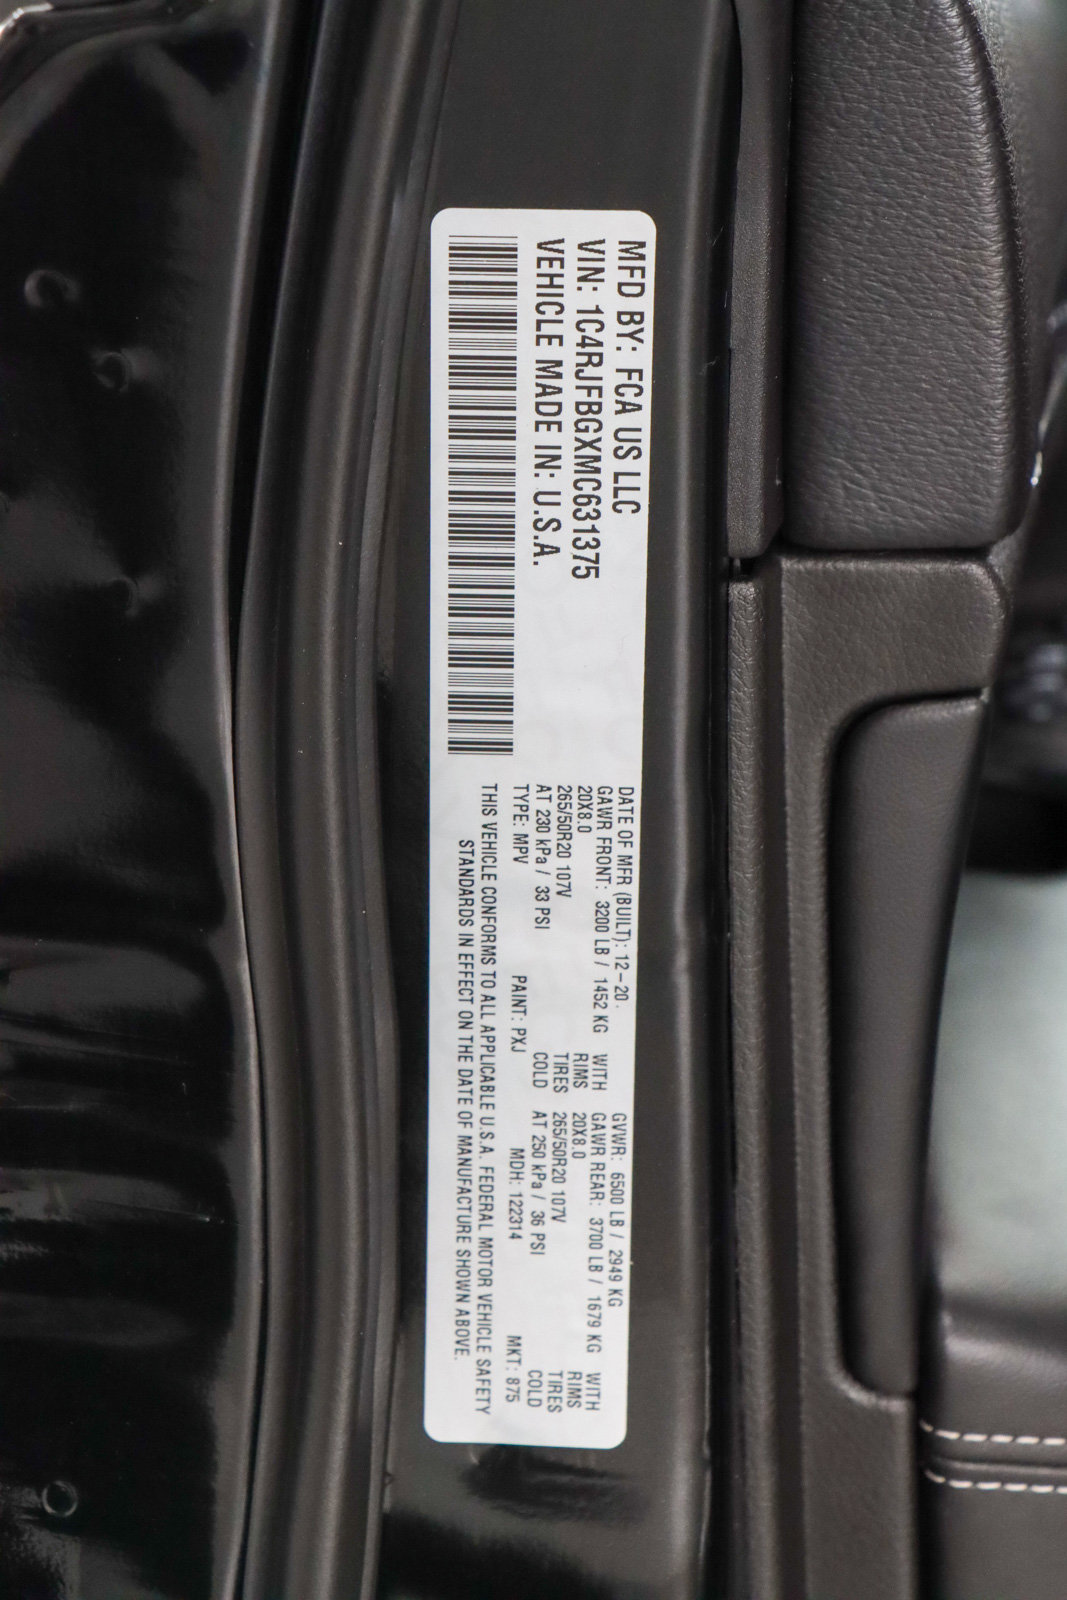 MFD BY: FCA US LLC
VIN: 1C4RJFBGXMC631375
VEHICLE MADE IN: U.S.A.
DATE OF MFR (BUILT): 12-20 GVWR: 6500 LB / 2949 KG
GAWR FRONT: 3200 LB / 1452 KG WITH GAWR REAR: 3700 LB / 1679 KG WITH
20X8.0 RIMS 20X8.0 RIMS
265/50R20 107V TIRES 265/50R20 107V TIRES
AT 230 kPa / 33 PSI COLD AT 250 kPa / 36 PSI COLD
TYPE: MPV PAINT: PXJ MDH: 122314 MKT: 875
THIS VEHICLE CONFORMS TO ALL APPLICABLE U.S.A. FEDERAL MOTOR VEHICLE SAFETY
STANDARDS IN EFFECT ON THE DATE OF MANUFACTURE SHOWN ABOVE.